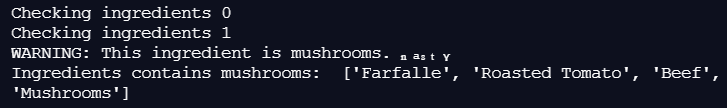 Checking ingredients 0
Checking ingredients 1
WARNING: This ingredient is mushrooms. ₙ ₐₛ ₜ ᵧ
Ingredients contains mushrooms:  ['Farfalle', 'Roasted Tomato', 'Beef',
'Mushrooms']